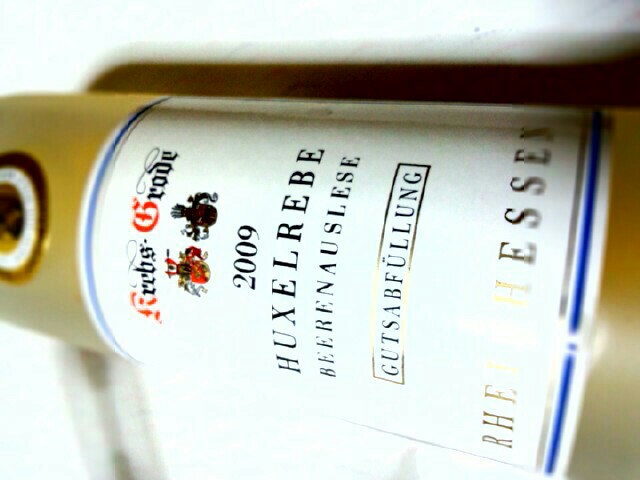 Krebs-Grode
2009
HUXELREBE
BEERENAUSLESE
GUTSABFÜLLUNG
RHEINHESSEN